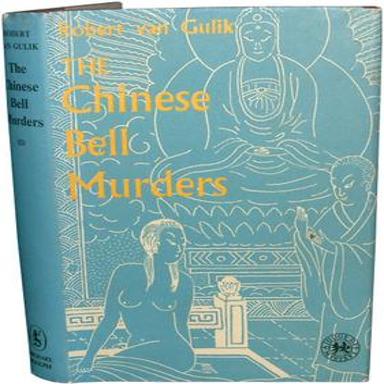 ROBERT
VAN GULIK
The
Chinese
Bell
Murders
Robert van Gulik
THE
Chinese
Bell
Murders